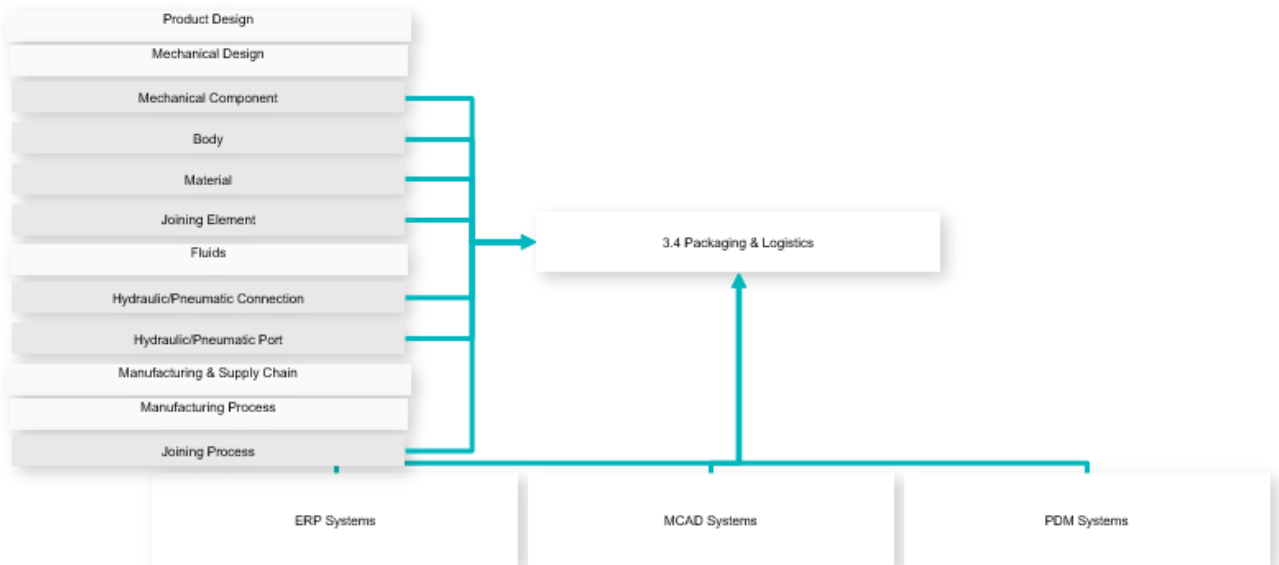 Product Design
Mechanical Design
Mechanical Component
Body
Material
Joining Element
Fluids
Hydraulic/Pneumatic Connection
Hydraulic/Pneumatic Port
Manufacturing & Supply Chain
Manufacturing Process
Joining Process
3.4 Packaging & Logistics
ERP Systems
MCAD Systems
PDM Systems